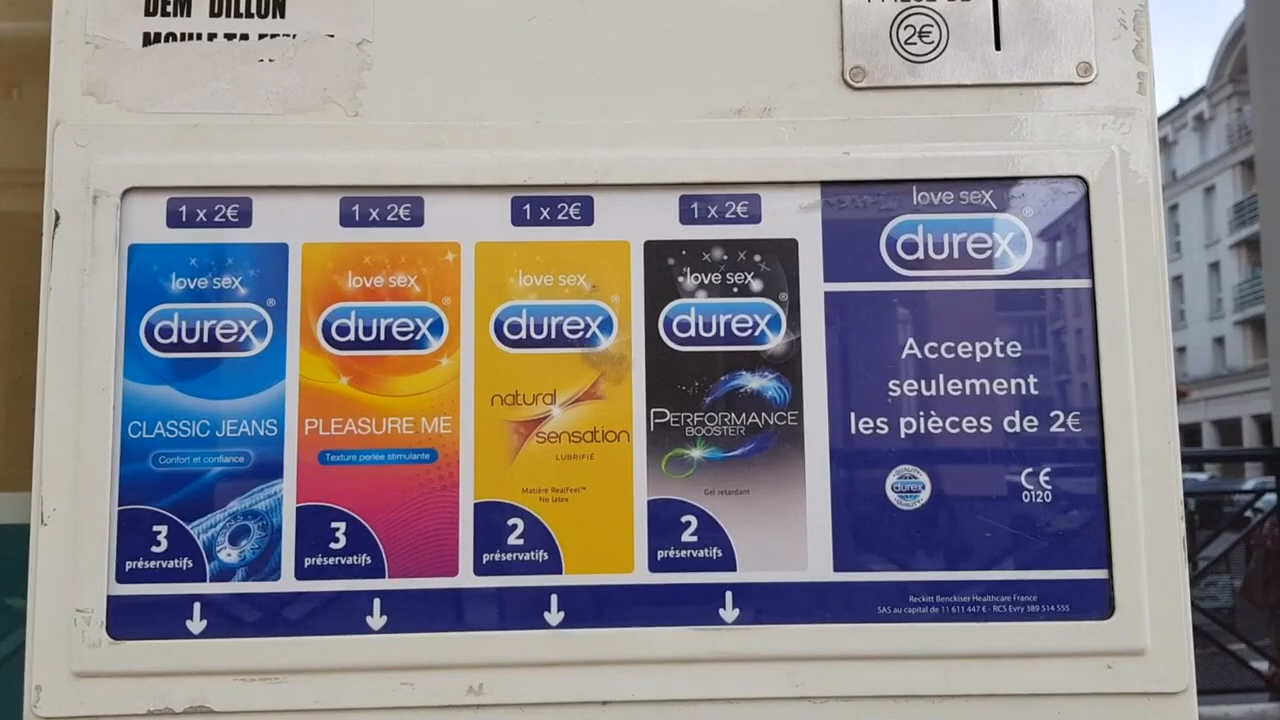 DEM DILLON
2€
1 x 2€
1 x 2€
1 x 2€
1 x 2€
love sex
durex
CLASSIC JEANS
Confort et confiance
3
préservatifs
love sex
durex
PLEASURE ME
Texture perlée stimulante
3
préservatifs
love sex
durex
natural
sensation
LUBRIFIÉ
Matière RealFeel™
No latex
2
préservatifs
love sex
durex
PERFORMANCE
BOOSTER
Gel retardant
2
préservatifs
love sex
durex
Accepte
seulement
les pièces de 2€
QUALITY
durex
QUALITY
CE
0120
Reckitt Benckiser Healthcare France
SAS au capital de 11 611 447 € - RCS Evry 389 514 555